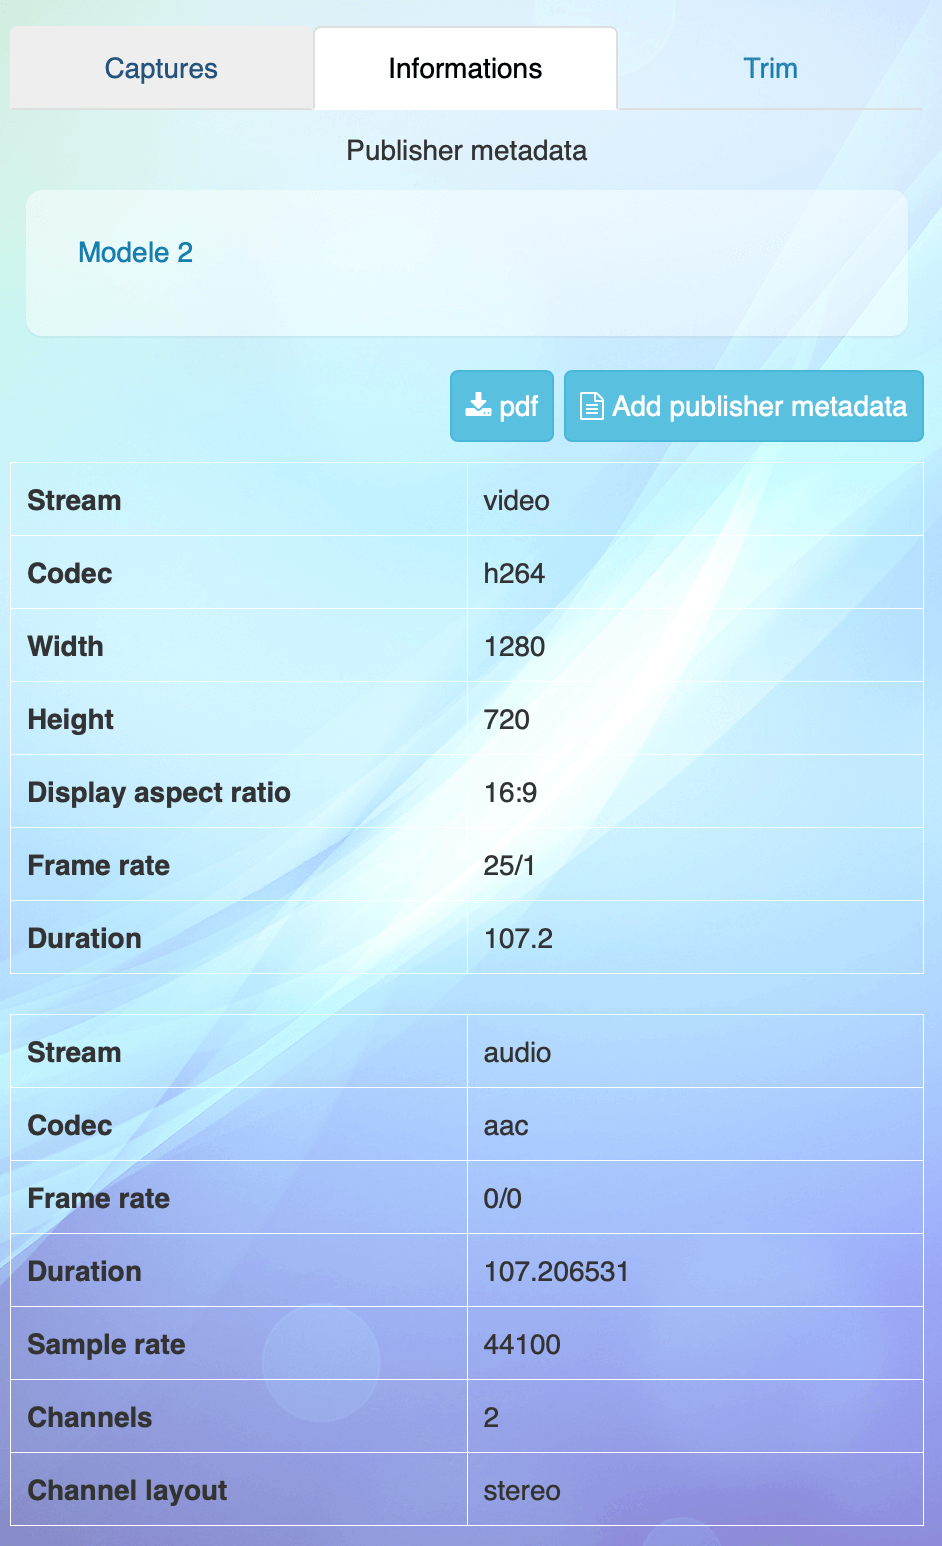 Captures Informations Trim
Publisher metadata
Modele 2
pdf Add publisher metadata
Stream video
Codec h264
Width 1280
Height 720
Display aspect ratio 16:9
Frame rate 25/1
Duration 107.2
Stream audio
Codec aac
Frame rate 0/0
Duration 107.206531
Sample rate 44100
Channels 2
Channel layout stereo